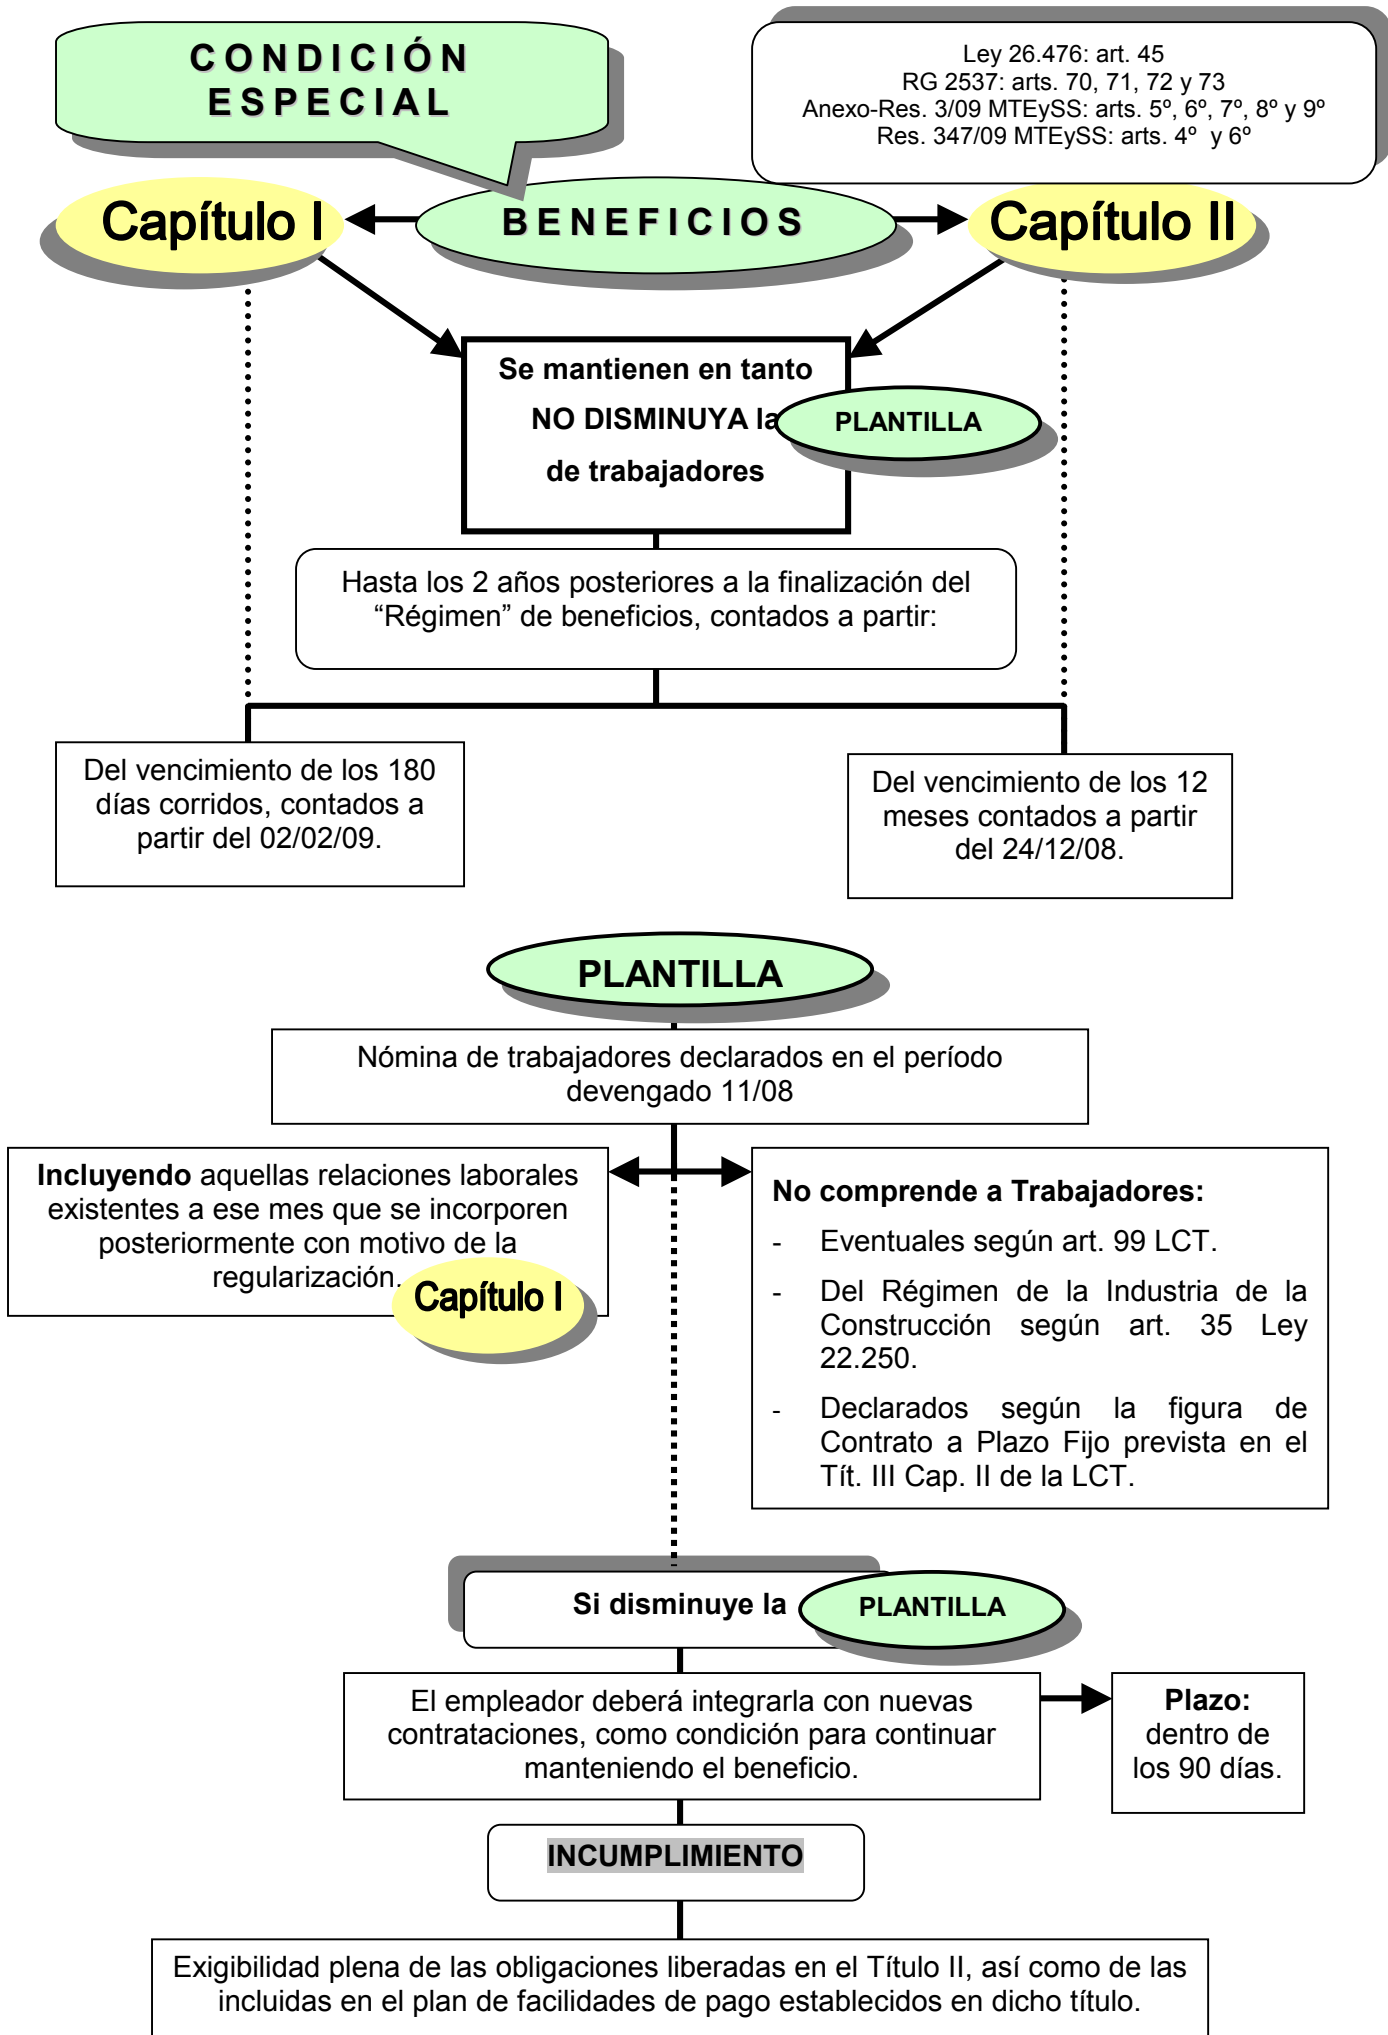 CONDICIÓN
ESPECIAL
Ley 26.476: art. 45
RG 2537: arts. 70, 71, 72 y 73
Anexo-Res. 3/09 MTEySS: arts. 5º, 6º, 7º, 8º y 9º
Res. 347/09 MTEySS: arts. 4º y 6º
Capítulo I
BENEFICIOS
Capítulo II
Se mantienen en tanto
NO DISMINUYA la
PLANTILLA
de trabajadores
Hasta los 2 años posteriores a la finalización del
“Régimen” de beneficios, contados a partir:
Del vencimiento de los 180
días corridos, contados a
partir del 02/02/09.
Del vencimiento de los 12
meses contados a partir
del 24/12/08.
PLANTILLA
Nómina de trabajadores declarados en el período
devengado 11/08
Incluyendo aquellas relaciones laborales
existentes a ese mes que se incorporen
posteriormente con motivo de la
regularización.
Capítulo I
No comprende a Trabajadores:
- Eventuales según art. 99 LCT.
- Del Régimen de la Industria de la
Construcción según art. 35 Ley
22.250.
- Declarados según la figura de
Contrato a Plazo Fijo prevista en el
Tít. III Cap. II de la LCT.
Si disminuye la
PLANTILLA
El empleador deberá integrarla con nuevas
contrataciones, como condición para continuar
manteniendo el beneficio.
Plazo:
dentro de
los 90 días.
INCUMPLIMIENTO
Exigibilidad plena de las obligaciones liberadas en el Título II, así como de las
incluidas en el plan de facilidades de pago establecidos en dicho título.